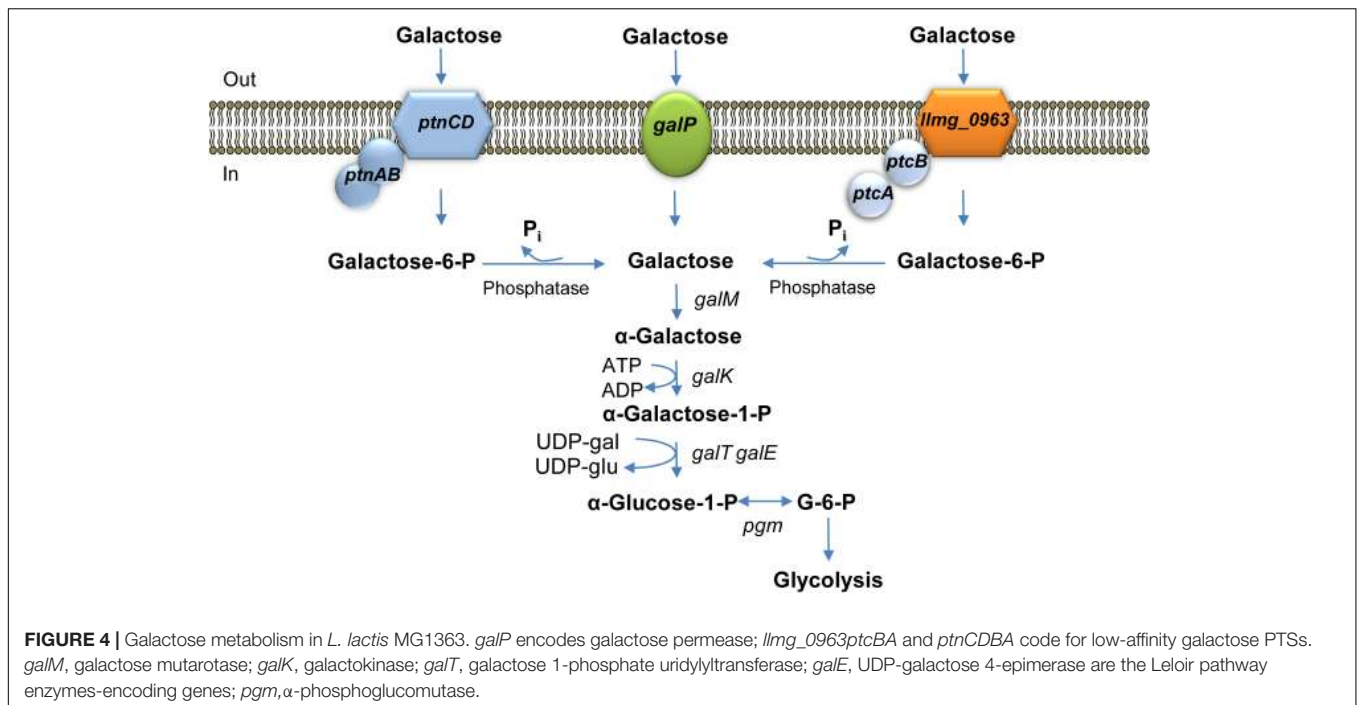 Galactose Galactose Galactose
Out
ptnCD galP llmg_0963
ptcB
In
ptnAB
ptcA
Pi Pi
Galactose-6-P Galactose Galactose-6-P
Phosphatase Phosphatase
galM
α-Galactose
ATP
galK
ADP
α-Galactose-1-P
UDP-gal
galT galE
UDP-glu
α-Glucose-1-P G-6-P
pgm
Glycolysis
FIGURE 4 | Galactose metabolism in L. lactis MG1363. galP encodes galactose permease; llmg_0963ptcBA and ptnCDBA code for low-affinity galactose PTSs.
galM, galactose mutarotase; galK, galactokinase; galT, galactose 1-phosphate uridylyltransferase; galE, UDP-galactose 4-epimerase are the Leloir pathway
enzymes-encoding genes; pgm,α-phosphoglucomutase.